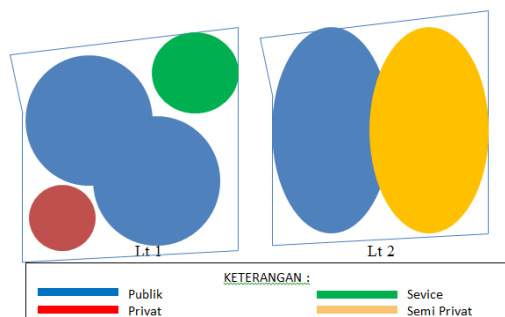 Lt 1 Lt 2
KETERANGAN :
Publik Sevice
Privat Semi Privat